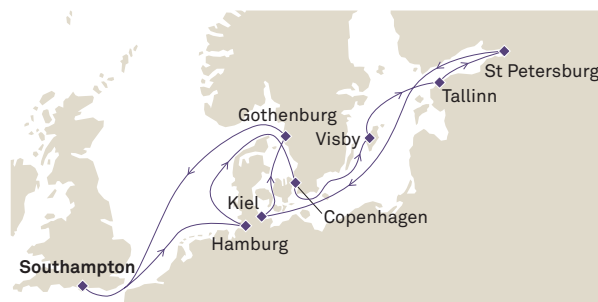 St Petersburg
Tallinn
Gothenburg
Visby
Kiel
Copenhagen
Hamburg
Southampton